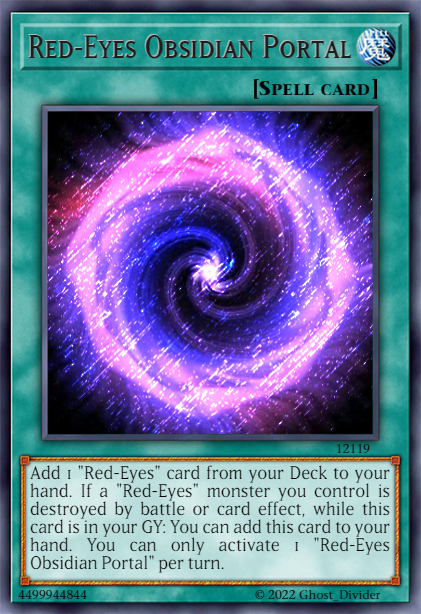 Red-Eyes Obsidian Portal 魔
[Spell card]
12119
Add 1 "Red-Eyes" card from your Deck to your
hand. If a "Red-Eyes" monster you control is
destroyed by battle or card effect, while this
card is in your GY: You can add this card to your
hand. You can only activate 1 "Red-Eyes
Obsidian Portal" per turn.
4499944844 © 2022 Ghost_Divider